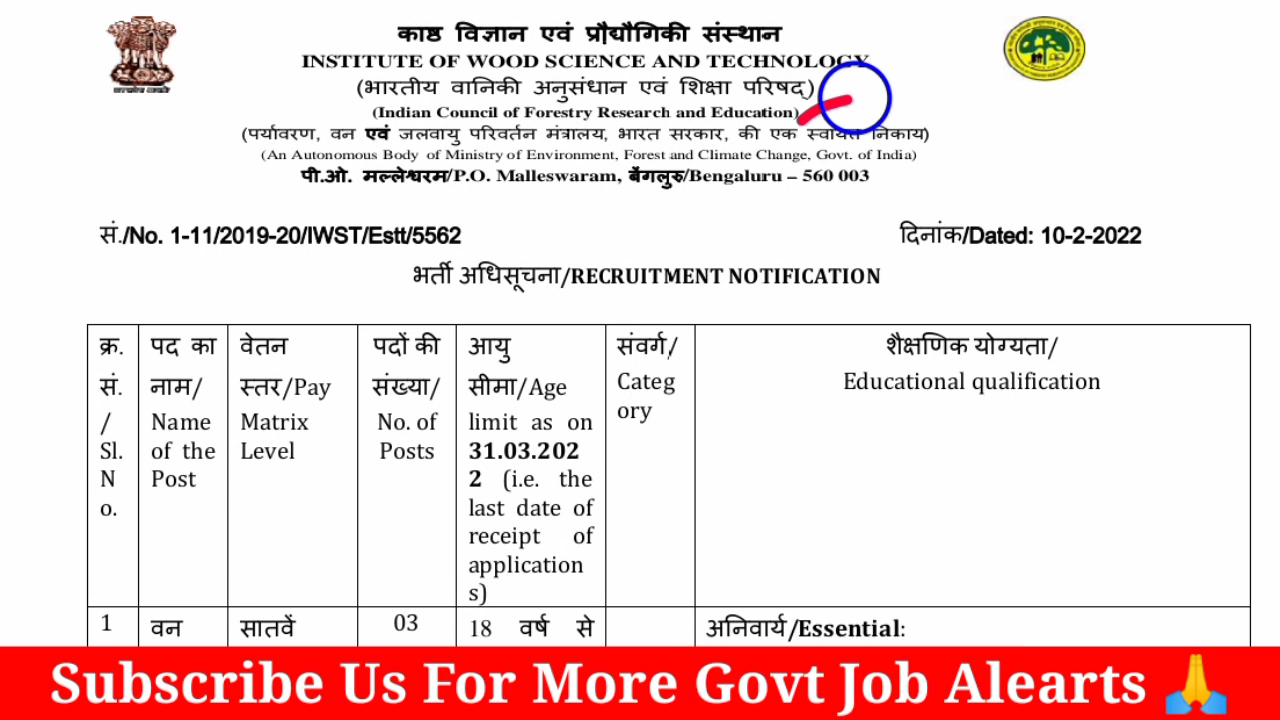 काष्ठ विज्ञान एवं प्रौद्यौगिकी संस्थान
INSTITUTE OF WOOD SCIENCE AND TECHNOLOGY
(भारतीय वानिकी अनुसंधान एवं शिक्षा परिषद्)
(Indian Council of Forestry Research and Education)
(पर्यावरण, वन एवं जलवायु परिवर्तन मंत्रालय, भारत सरकार, की एक स्वायत्त निकाय)
(An Autonomous Body of Ministry of Environment, Forest and Climate Change, Govt. of India)
पी.ओ. मल्लेश्वरम/P.O. Malleswaram, बेंगलुरु/Bengaluru – 560 003
सं./No. 1-11/2019-20/IWST/Estt/5562 दिनांक/Dated: 10-2-2022
भर्ती अधिसूचना/RECRUITMENT NOTIFICATION
क्र.
सं.
/
Sl.
N
o.
पद का
नाम/
Name
of the
Post
वेतन
स्तर/Pay
Matrix
Level
पदों की
संख्या/
No. of
Posts
आयु
सीमा/Age
limit as on
31.03.202
2 (i.e. the
last date of
receipt of
application
s)
संवर्ग/
Categ
ory
शैक्षणिक योग्यता/
Educational qualification
1
वन
सातवें
03
18 वर्ष से
अनिवार्य/Essential:
Subscribe Us For More Govt Job Alearts 🙏